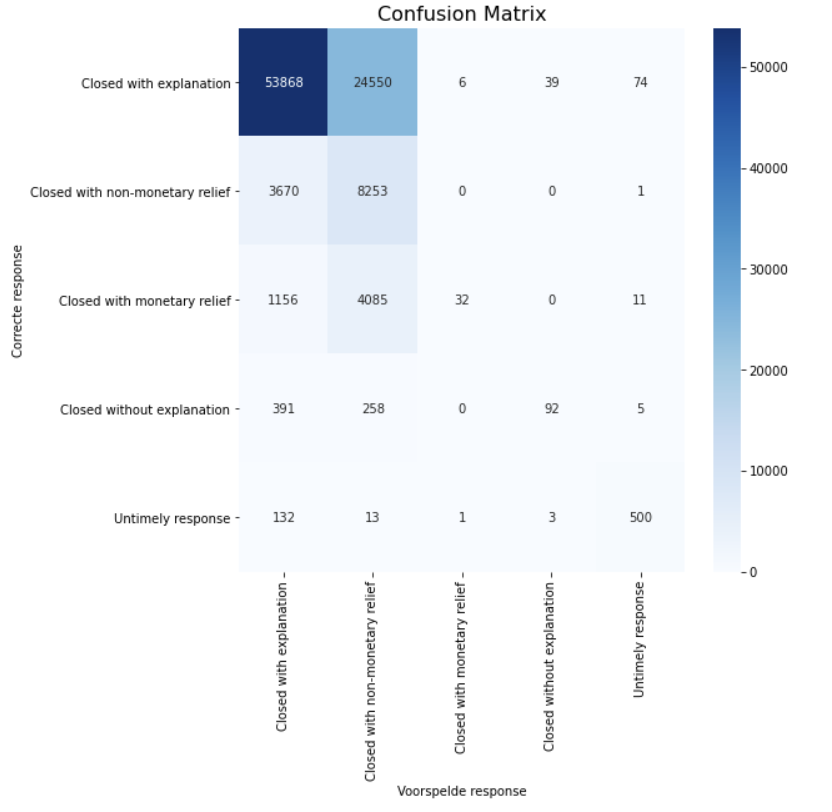 Confusion Matrix
Closed with explanation
53868 24550 6 39 74
Closed with non-monetary relief
3670 8253 0 0 1
Closed with monetary relief
1156 4085 32 0 11
Closed without explanation
391 258 0 92 5
Untimely response
132 13 1 3 500
Correcte response
Closed with explanation
Closed with non-monetary relief
Closed with monetary relief
Closed without explanation
Untimely response
Voorspelde response
50000
40000
30000
20000
10000
0